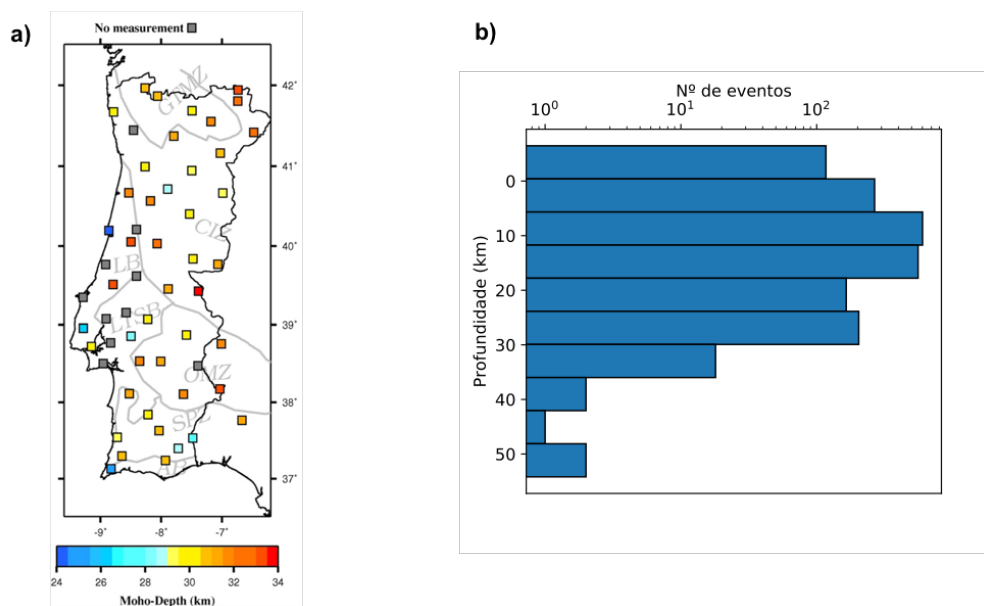 a)
No measurement
42°
41°
40°
39°
38°
37°
GTMZ
CIZ
LB
LTSB
OMZ
SPZ
AB
-9°
-8°
-7°
24 26 28 30 32 34
Moho-Depth (km)
b)
Nº de eventos
10⁰ 10¹ 10²
Profundidade (km)
0
10
20
30
40
50